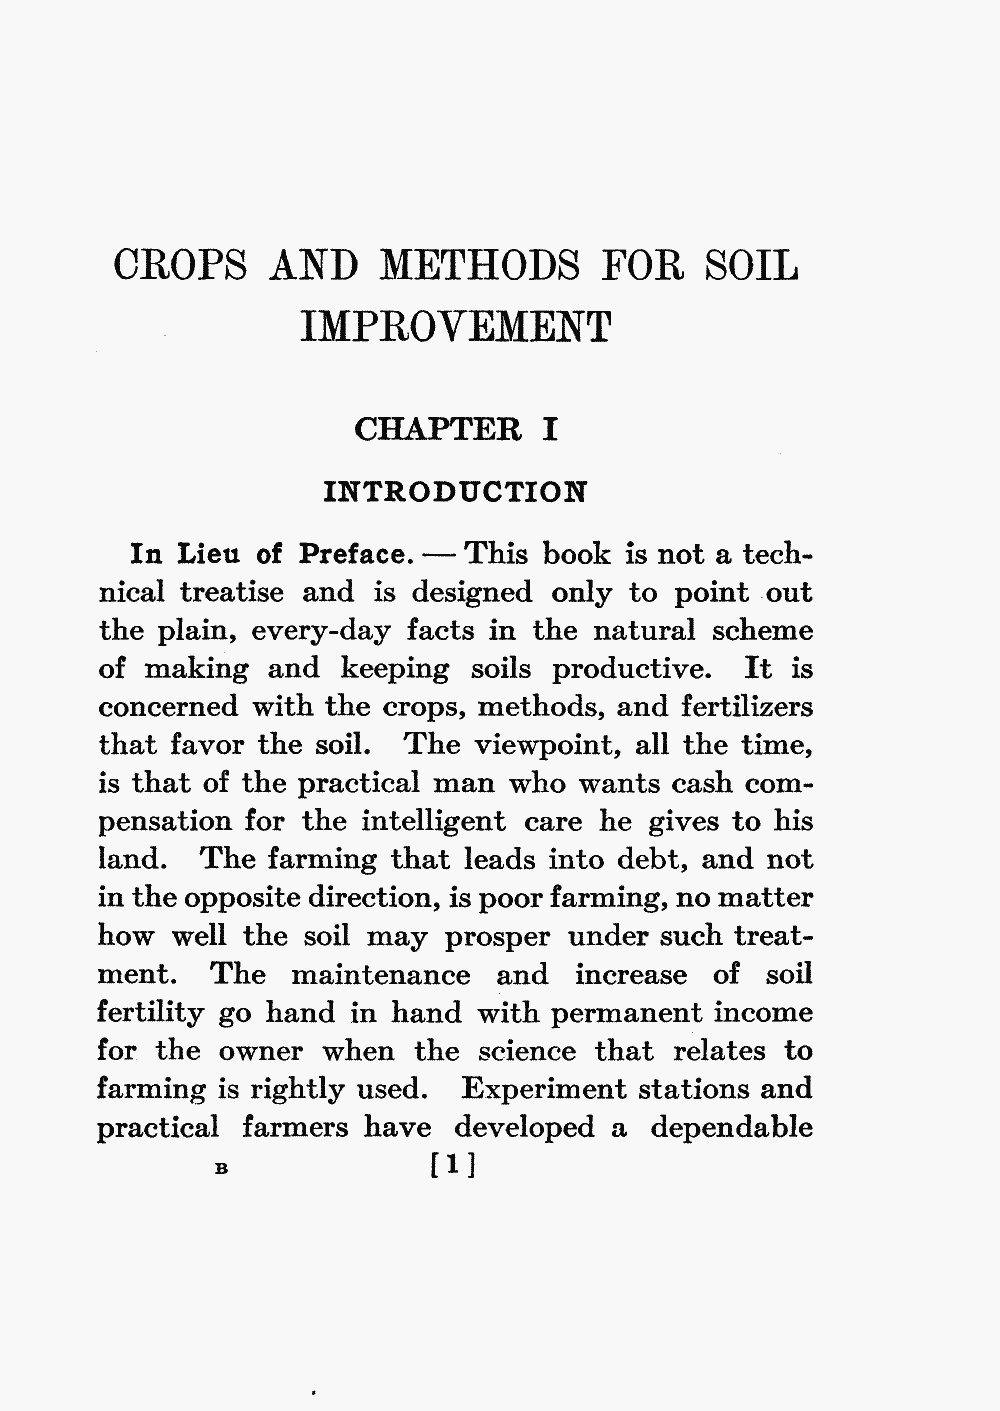 CROPS AND METHODS FOR SOIL
IMPROVEMENT
CHAPTER I
INTRODUCTION
In Lieu of Preface. — This book is not a tech-
nical treatise and is designed only to point out
the plain, every-day facts in the natural scheme
of making and keeping soils productive. It is
concerned with the crops, methods, and fertilizers
that favor the soil. The viewpoint, all the time,
is that of the practical man who wants cash com-
pensation for the intelligent care he gives to his
land. The farming that leads into debt, and not
in the opposite direction, is poor farming, no matter
how well the soil may prosper under such treat-
ment. The maintenance and increase of soil
fertility go hand in hand with permanent income
for the owner when the science that relates to
farming is rightly used. Experiment stations and
practical farmers have developed a dependable
B [1]